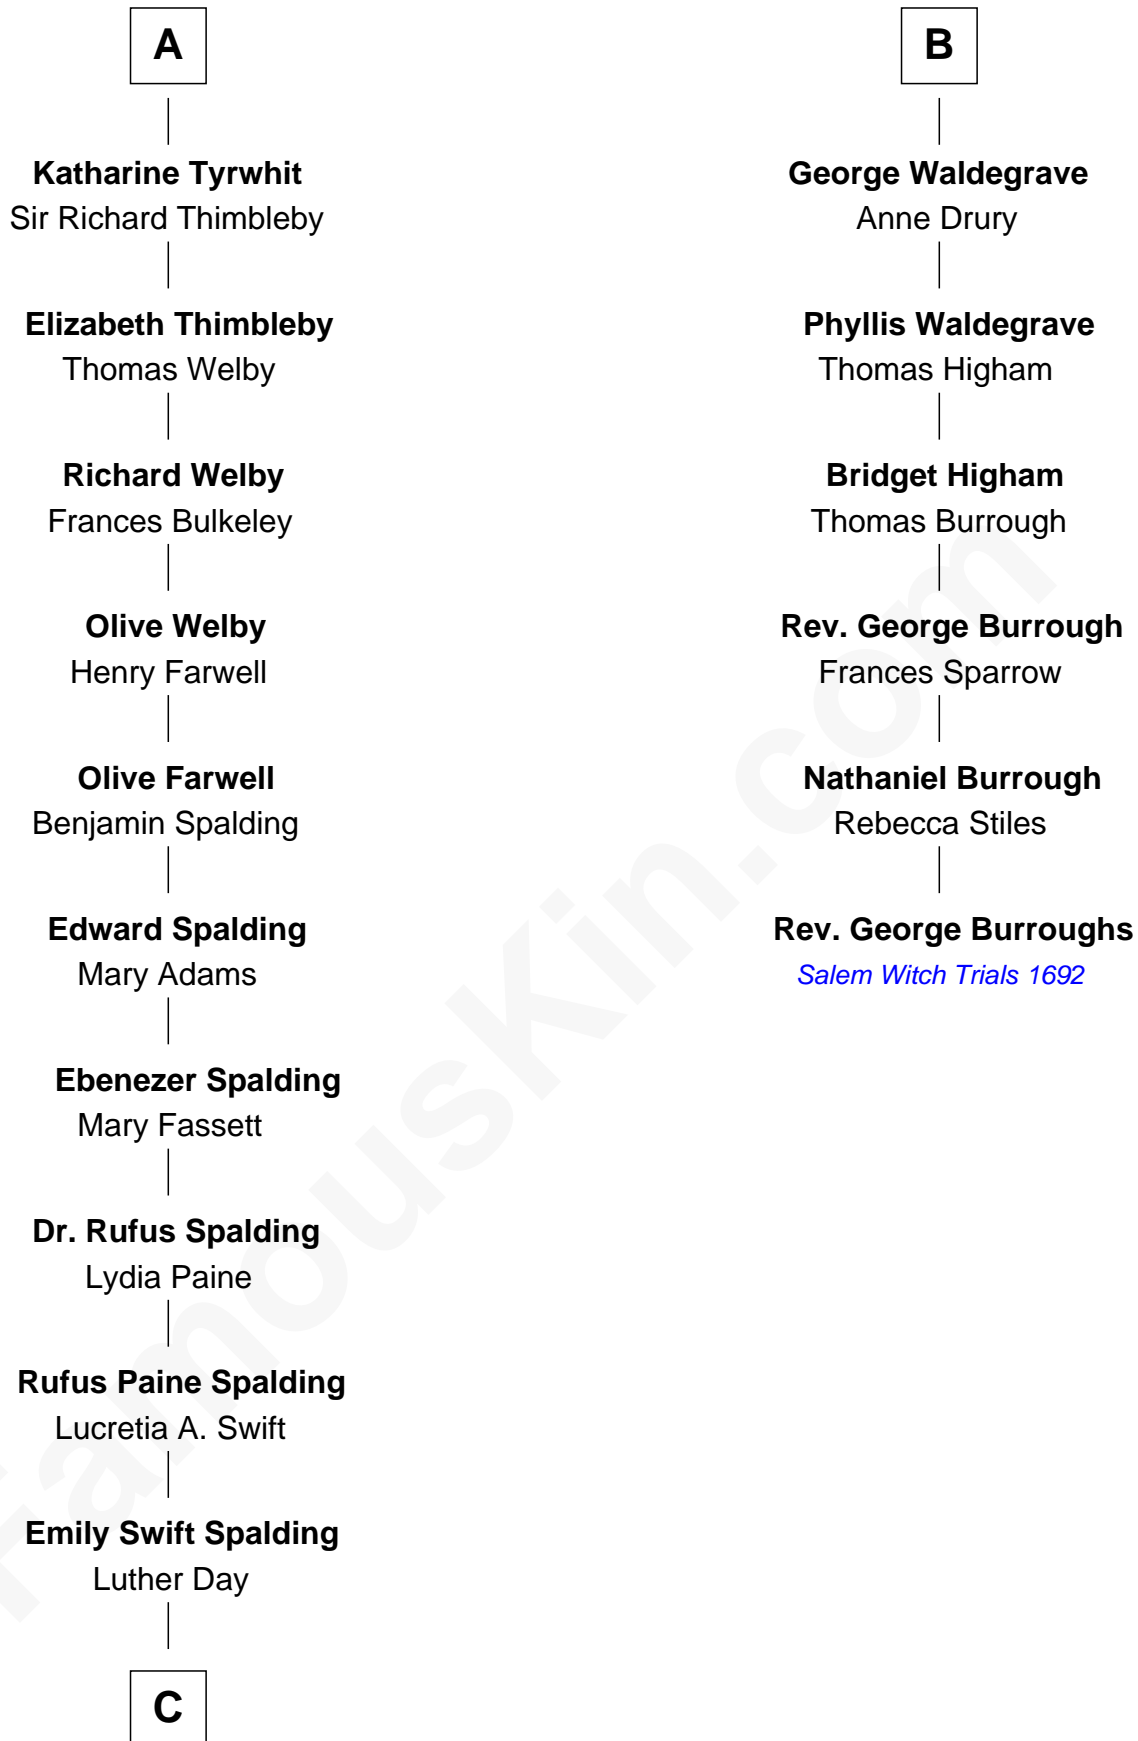 A
Katharine Tyrwhit
Sir Richard Thimbleby
Elizabeth Thimbleby
Thomas Welby
Richard Welby
Frances Bulkeley
Olive Welby
Henry Farwell
Olive Farwell
Benjamin Spalding
Edward Spalding
Mary Adams
Ebenezer Spalding
Mary Fassett
Dr. Rufus Spalding
Lydia Paine
Rufus Paine Spalding
Lucretia A. Swift
Emily Swift Spalding
Luther Day
C
B
George Waldegrave
Anne Drury
Phyllis Waldegrave
Thomas Higham
Bridget Higham
Thomas Burrough
Rev. George Burrough
Frances Sparrow
Nathaniel Burrough
Rebecca Stiles
Rev. George Burroughs
Salem Witch Trials 1692
FamousKin.com